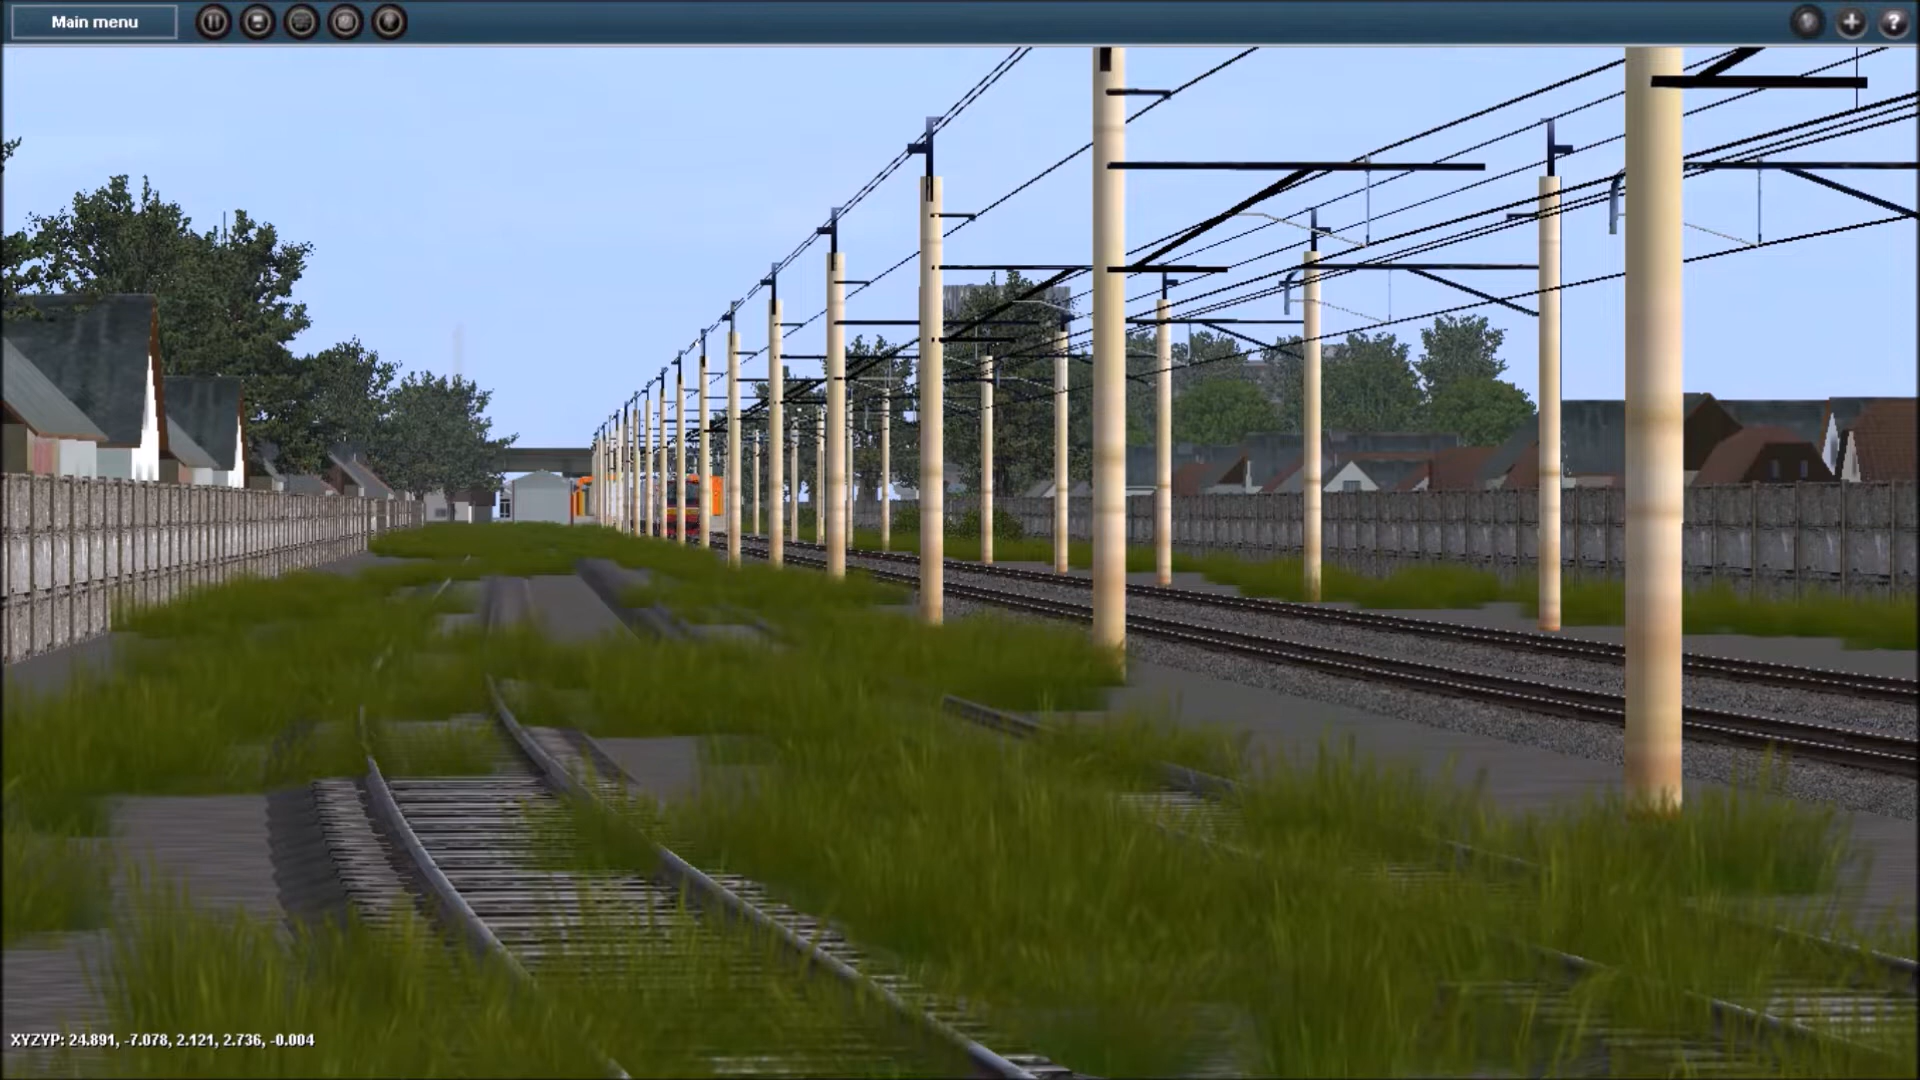 Main menu
?
XYZYP: 24.891, -7.078, 2.121, 2.736, -0.004